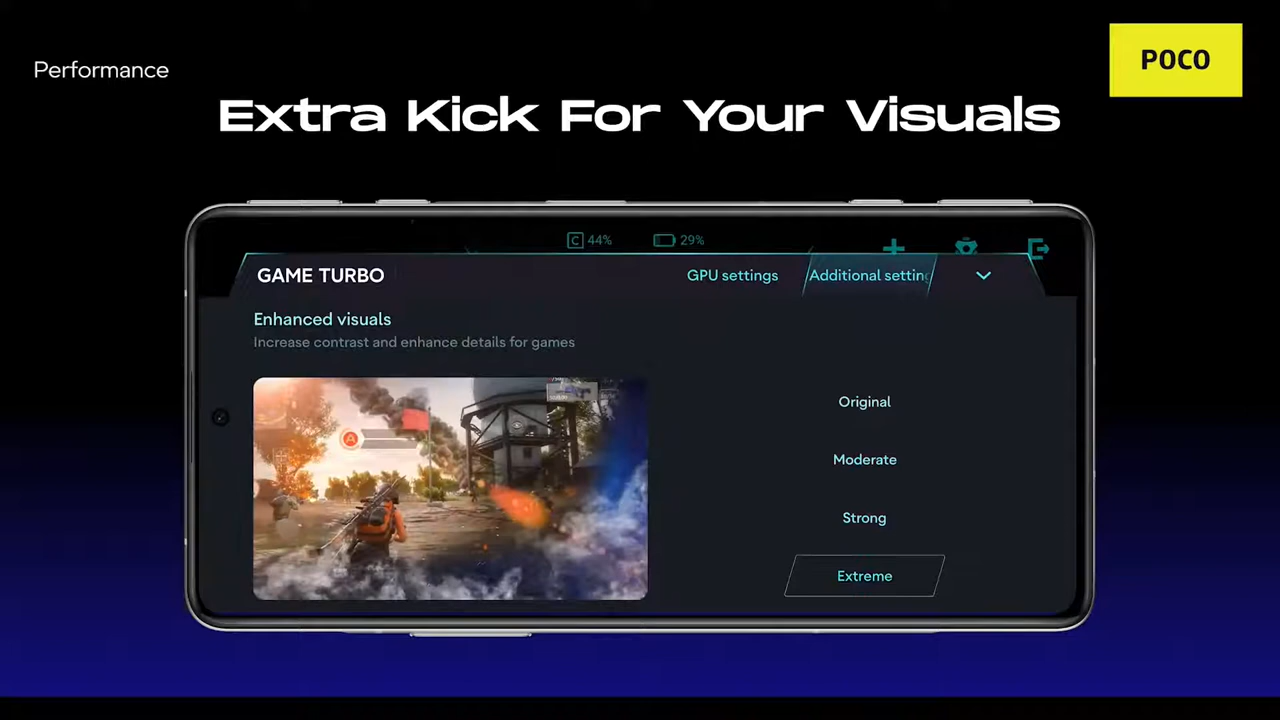 Performance
POCO
Extra Kick For Your Visuals
C 44%
29%
GAME TURBO
GPU settings
Additional setting
Enhanced visuals
Increase contrast and enhance details for games
A
Original
Moderate
Strong
Extreme